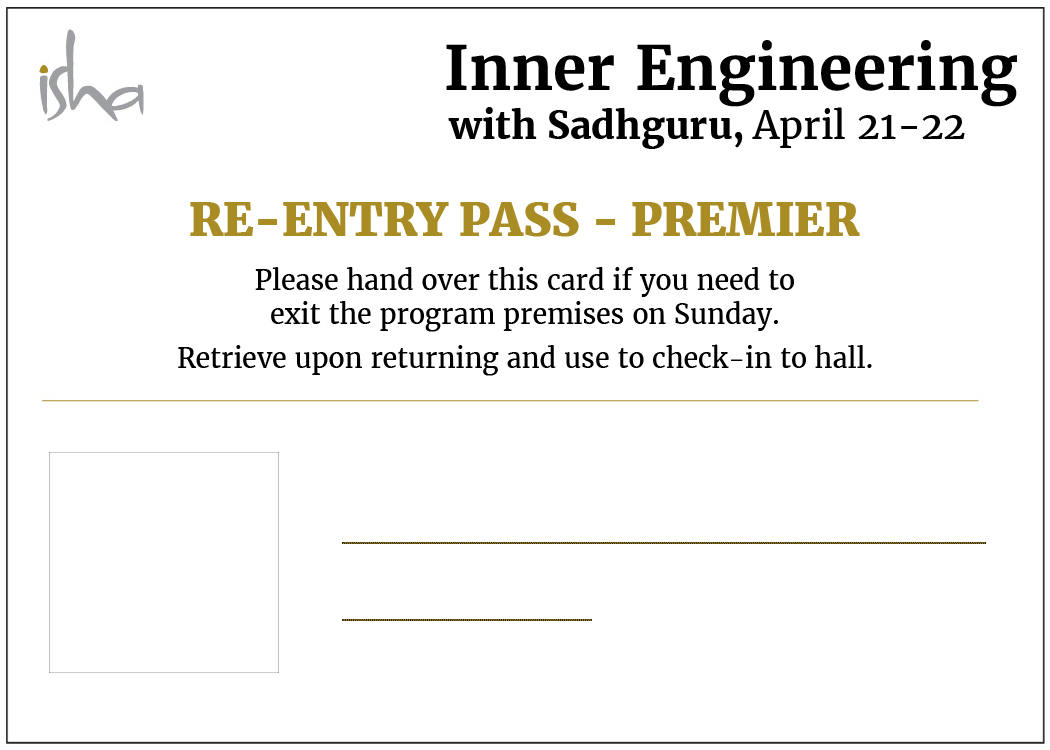 isha
Inner Engineering
with Sadhguru, April 21-22
RE-ENTRY PASS - PREMIER
Please hand over this card if you need to
exit the program premises on Sunday.
Retrieve upon returning and use to check-in to hall.